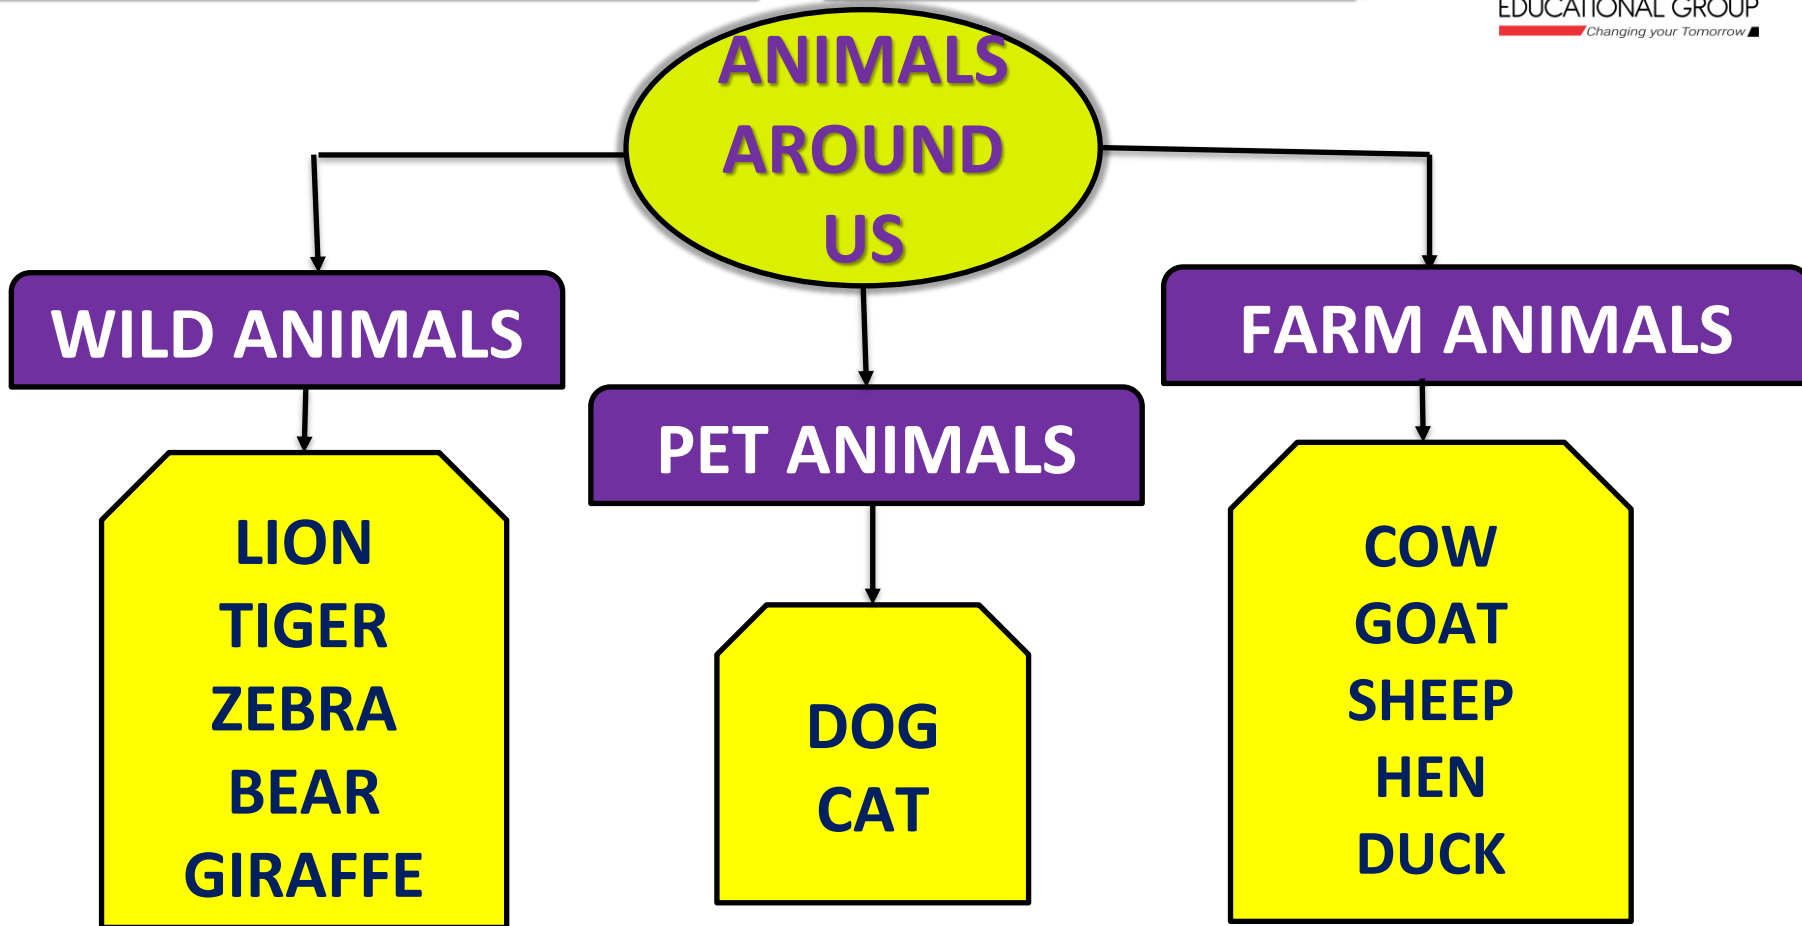 EDUCATIONAL GROUP
Changing your Tomorrow
ANIMALS
AROUND
US
WILD ANIMALS
PET ANIMALS
FARM ANIMALS
LION
TIGER
ZEBRA
BEAR
GIRAFFE
DOG
CAT
COW
GOAT
SHEEP
HEN
DUCK